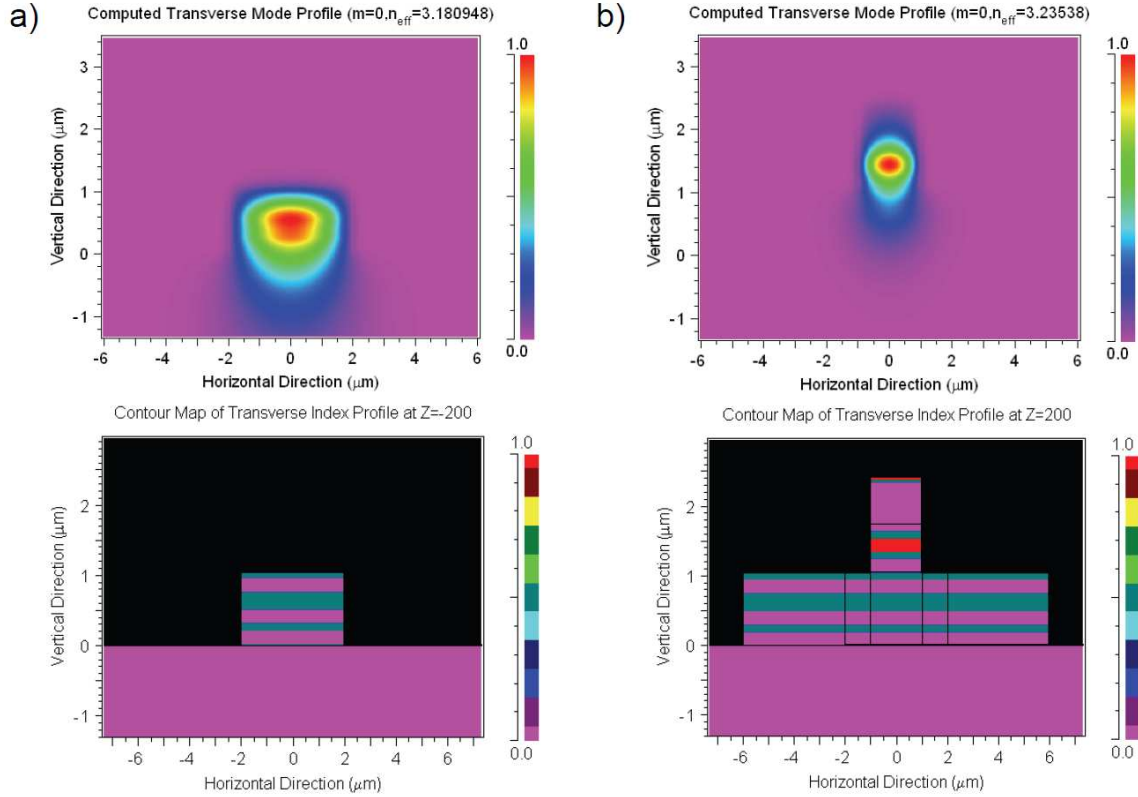 a)
Computed Transverse Mode Profile (m=0,neff=3.180948)
1.0
3
2
1
0
-1
Vertical Direction (μm)
0.0
-6 -4 -2 0 2 4 6
Horizontal Direction (μm)
Contour Map of Transverse Index Profile at Z=-200
1.0
2
1
0
-1
Vertical Direction (μm)
0.0
-6 -4 -2 0 2 4 6
Horizontal Direction (μm)
b)
Computed Transverse Mode Profile (m=0,neff=3.23538)
1.0
3
2
1
0
-1
Vertical Direction (μm)
0.0
-6 -4 -2 0 2 4 6
Horizontal Direction (μm)
Contour Map of Transverse Index Profile at Z=200
1.0
2
1
0
-1
Vertical Direction (μm)
0.0
-6 -4 -2 0 2 4 6
Horizontal Direction (μm)